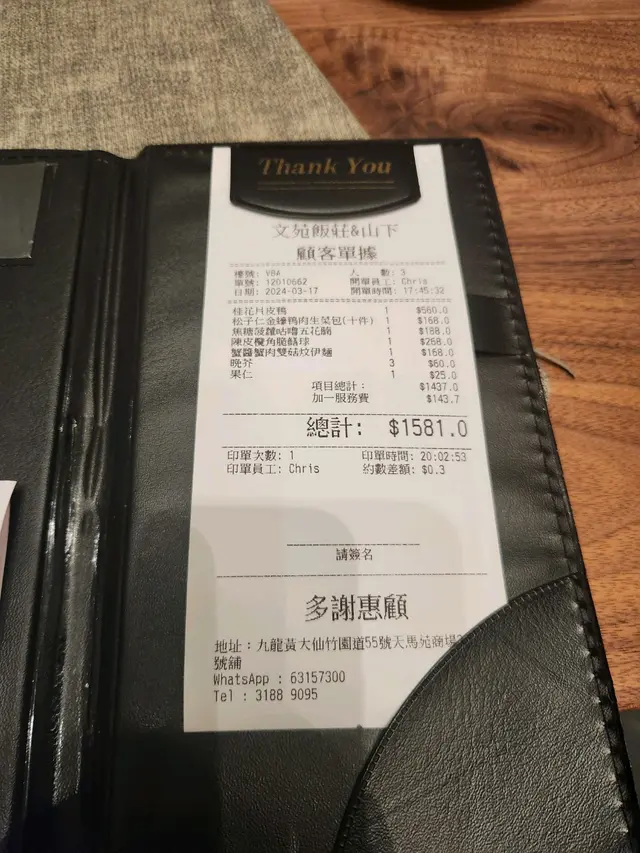 Thank You
文苑飯莊&山下
顧客單據
檯號: V8A 人 數: 3
單號: 12010662 開單員工: Chris
日期: 2024-03-17 開單時間: 17:45:32
桂花片皮鴨 1 $560.0
松子仁金蠔鴨肉生菜包(十件) 1 $168.0
焦糖菠蘿咕嚕五花腩 1 $188.0
陳皮欖角脆鱔球 1 $268.0
蟹醬蟹肉雙菇炆伊麵 1 $168.0
晚芥 3 $60.0
果仁 1 $25.0
項目總計: $1437.0
加一服務費 $143.7
總計: $1581.0
印單次數: 1 印單時間: 20:02:53
印單員工: Chris 約數差額: $0.3
請簽名
多謝惠顧
地址: 九龍黃大仙竹園道55號天馬苑商場
號舖
WhatsApp : 63157300
Tel : 3188 9095